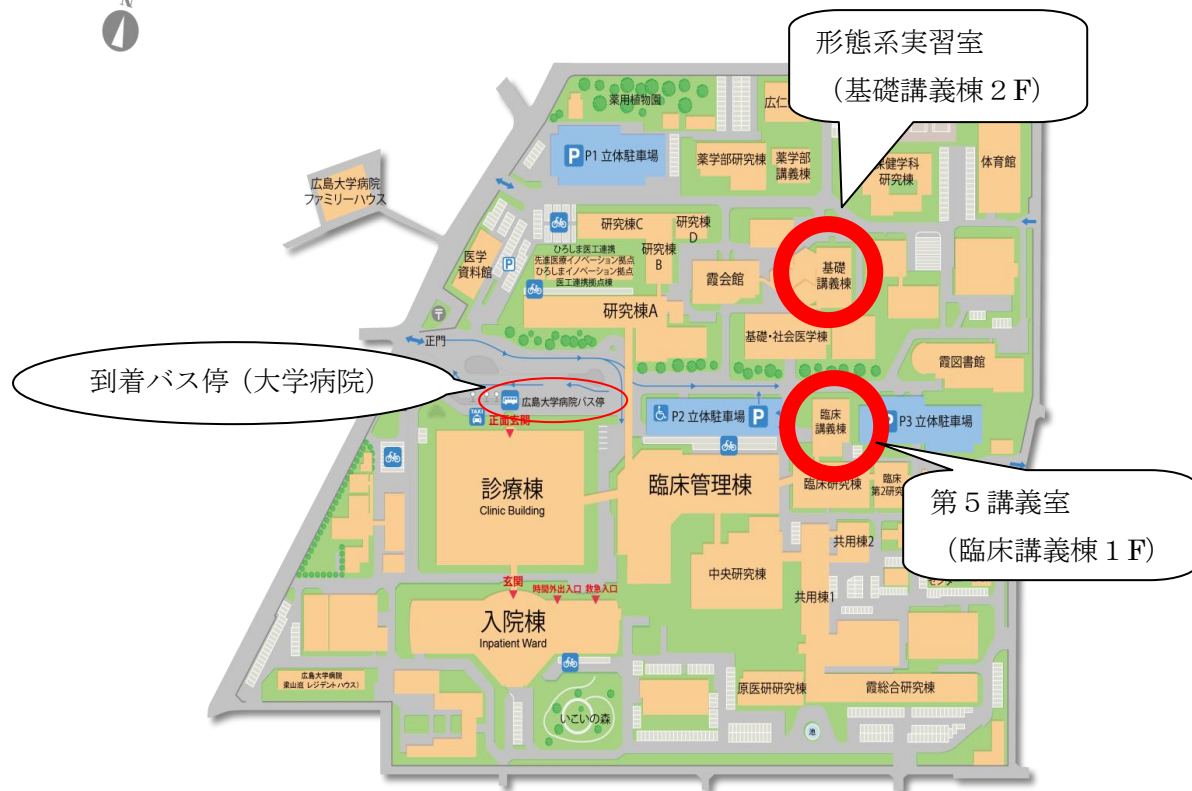 N
形態系実習室
（基礎講義棟２F）
薬用植物園
広仁
P P1 立体駐車場
薬学部研究棟
薬学部
講義棟
保健学科
研究棟
体育館
広島大学病院
ファミリーハウス
研究棟C
研究棟
D
ひろしま医工連携
先進医療イノベーション拠点
ひろしまイノベーション拠点
医工連携拠点棟
研究棟
B
医学
資料館
P
霞会館
基礎
講義棟
研究棟A
基礎・社会医学棟
霞図書館
〒
正門
到着バス停（大学病院）
広島大学病院バス停
TAXI
正面玄関
P2 立体駐車場 P
臨床
講義棟
P P3 立体駐車場
診療棟
Clinic Building
臨床管理棟
臨床研究棟
臨床
第2研究
第５講義室
（臨床講義棟１F）
共用棟2
中央研究棟
センター
共用棟1
玄関
時間外出入口
救急入口
入院棟
Inpatient Ward
広島大学病院
原医研研究棟
霞総合研究棟
いこいの森
池